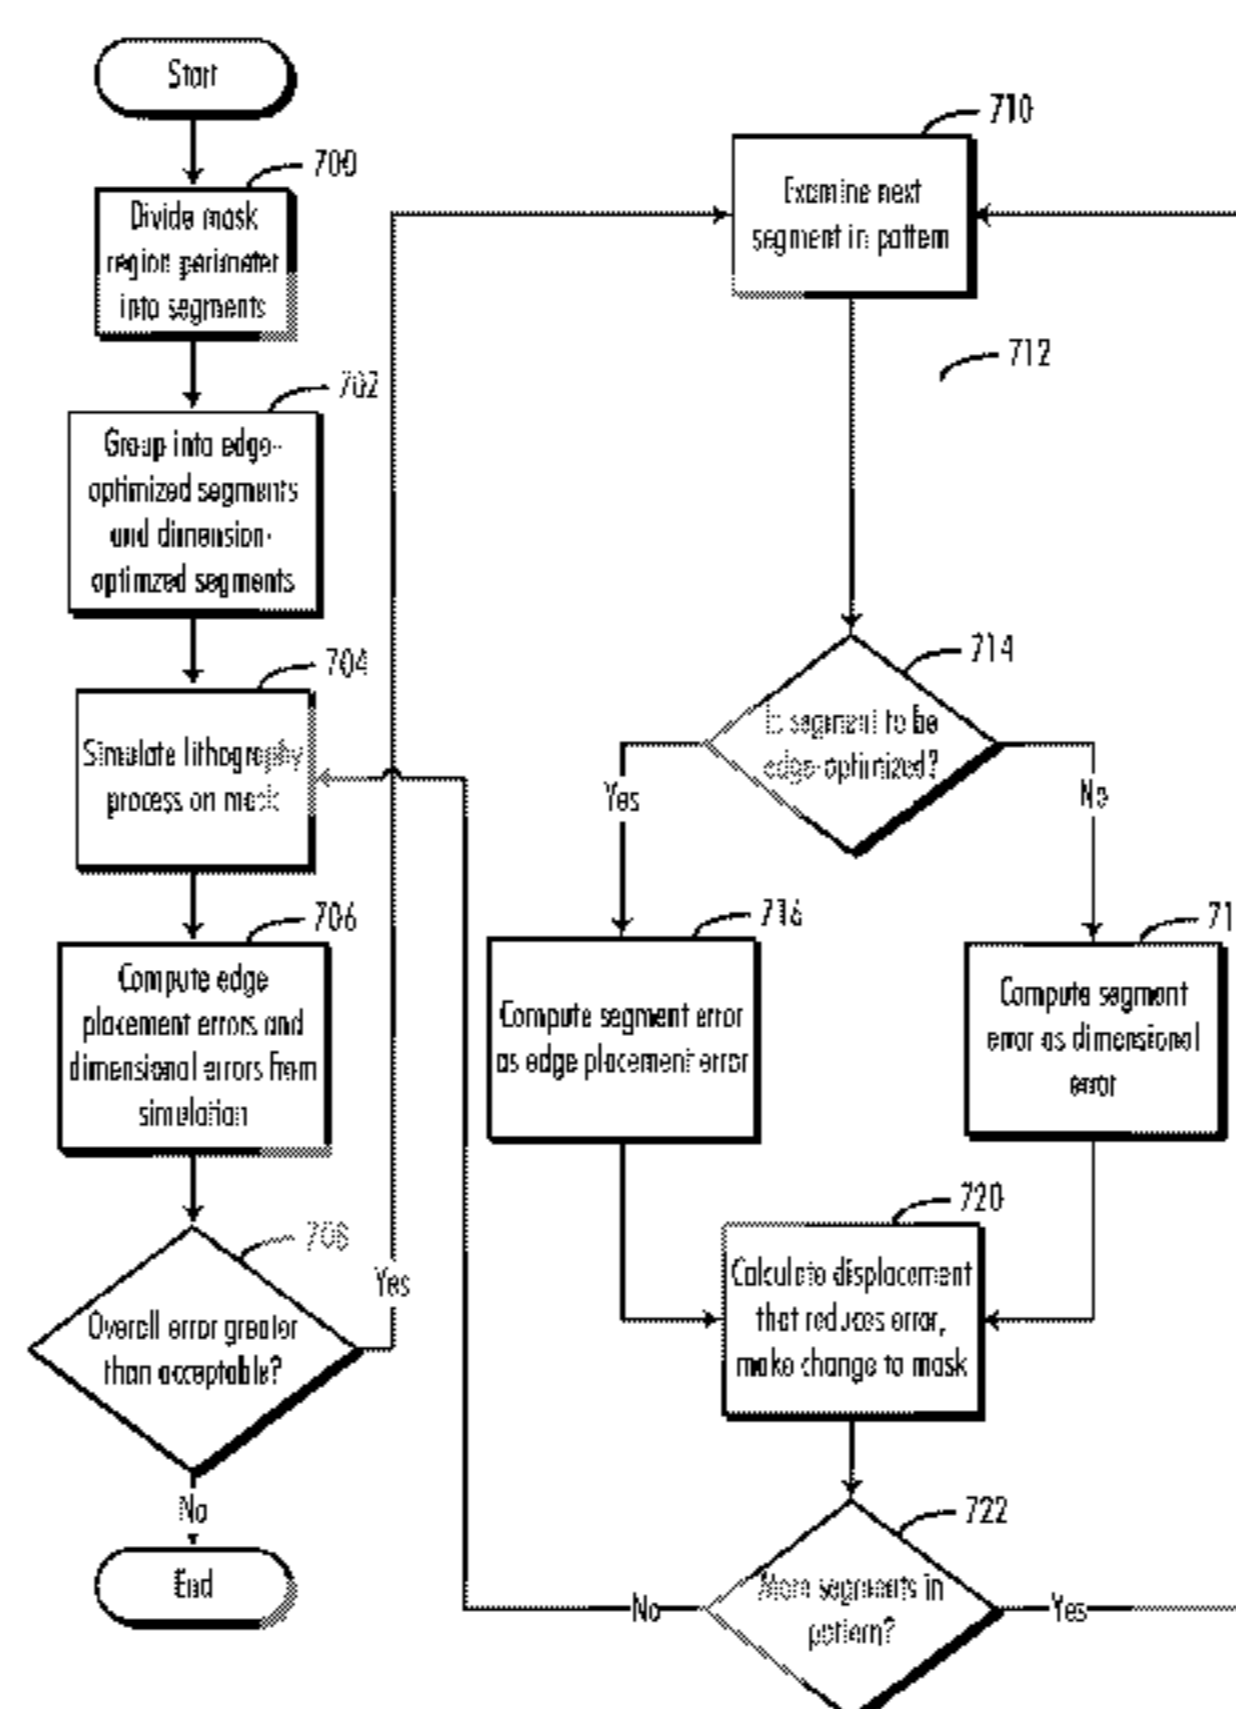 Start
700
Divide mask
region perimeter
into segments
702
Group into edge-
optimized segments
and dimension-
optimzed segments
704
Simulate lithography
process on mask
706
Compute edge
placement errors and
dimensional errors from
simulation
708
Overall error greater
than acceptable?
Yes
No
End
710
Examine next
segment in pattern
712
714
Is segment to be
edge-optimized?
Yes
No
716
Compute segment error
as edge placement error
71
Compute segment
error as dimensional
error
720
Calculate displacement
that reduces error,
make change to mask
722
More segments in
pattern?
No
Yes